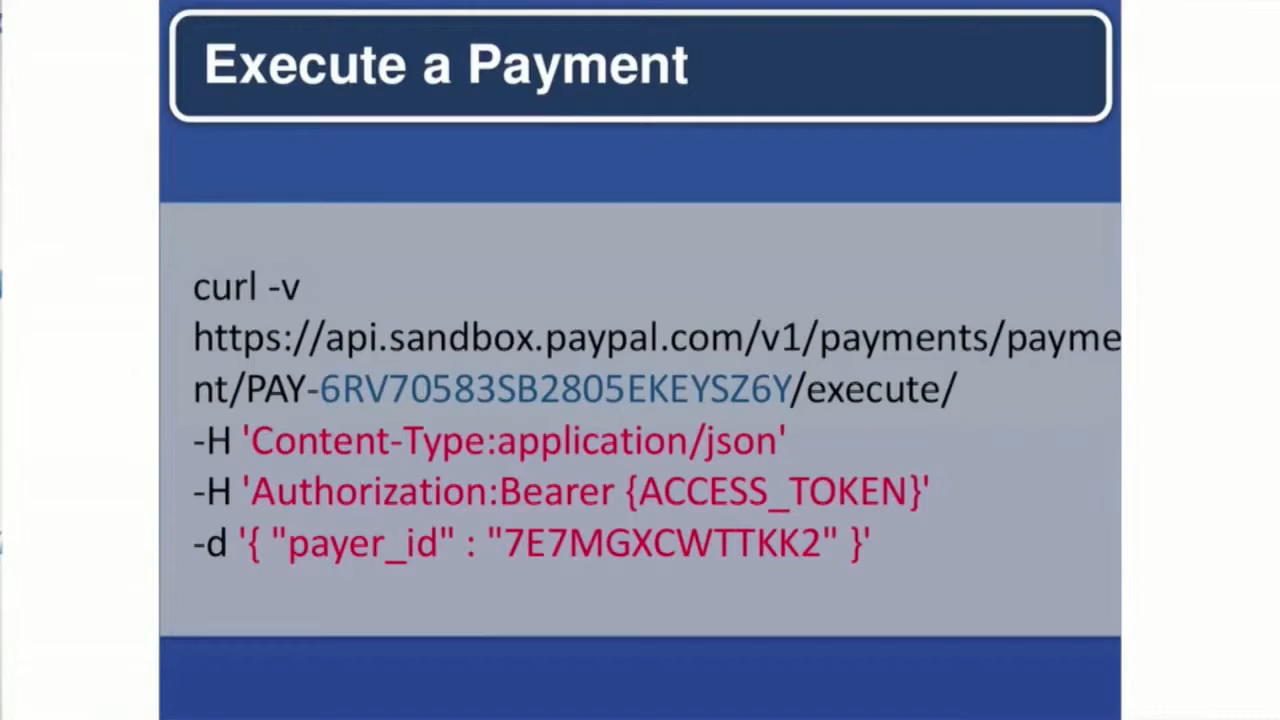 Execute a Payment
curl -v
https://api.sandbox.paypal.com/v1/payments/payme
nt/PAY-6RV70583SB2805EKEYSZ6Y/execute/
-H 'Content-Type:application/json'
-H 'Authorization:Bearer {ACCESS_TOKEN}'
-d '{ "payer_id" : "7E7MGXCWTTKK2" }'